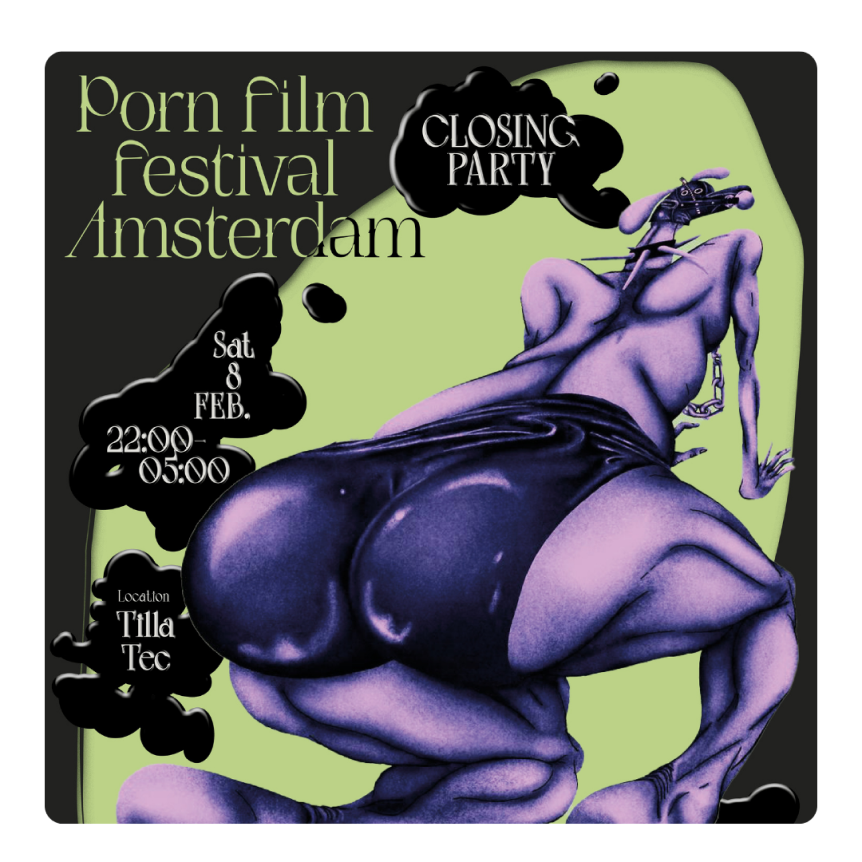 Porn Film
Festival
Amsterdam
CLOSING
PARTY
Sat
8
FEB.
22:00-
05:00
Location
Tilla
Tec